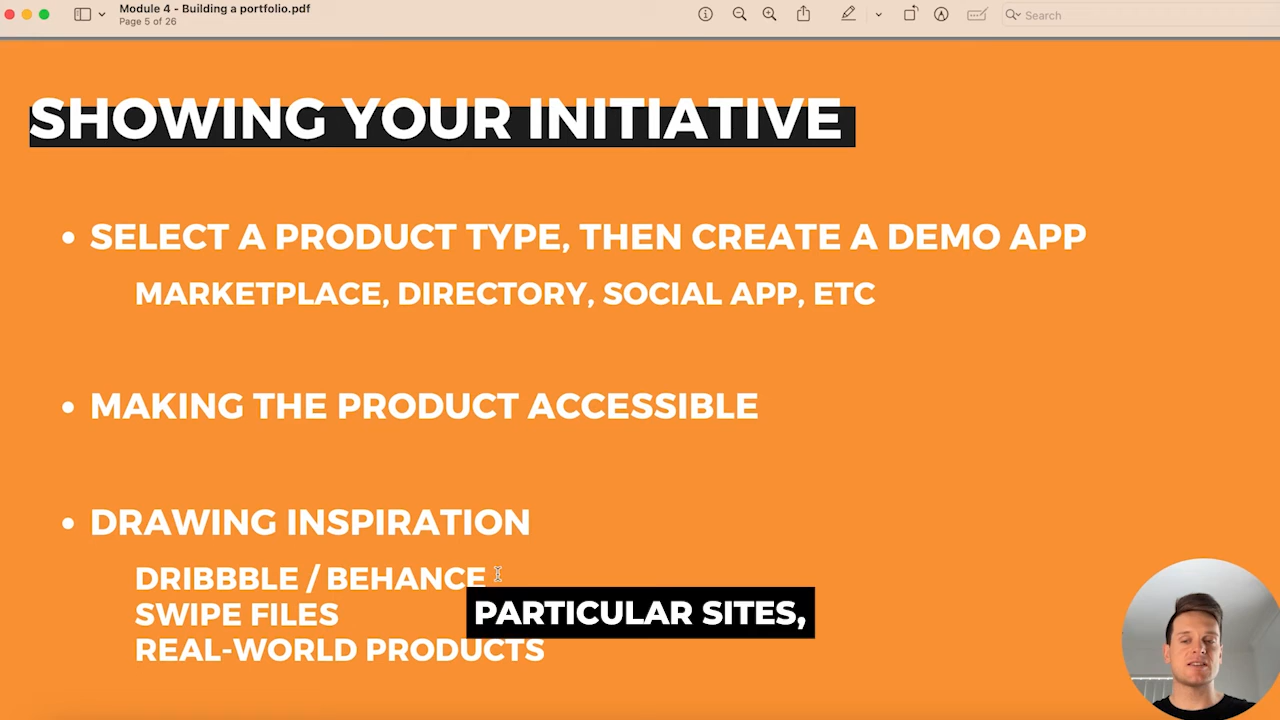 Module 4 - Building a portfolio.pdf
Page 5 of 26
Search
SHOWING YOUR INITIATIVE
• SELECT A PRODUCT TYPE, THEN CREATE A DEMO APP
MARKETPLACE, DIRECTORY, SOCIAL APP, ETC
• MAKING THE PRODUCT ACCESSIBLE
• DRAWING INSPIRATION
DRIBBBLE / BEHANCE
SWIPE FILES
PARTICULAR SITES,
REAL-WORLD PRODUCTS